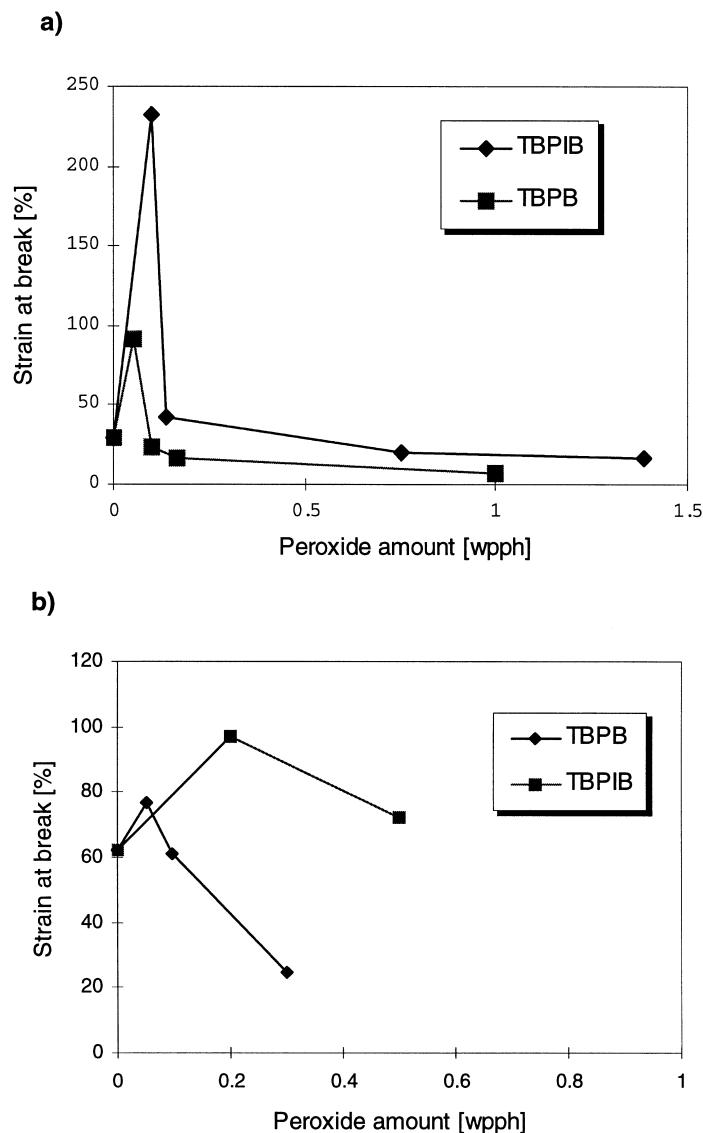 a)
250
200
150
100
50
0
Strain at break [%]
TBPIB
TBPB
0 0.5 1 1.5
Peroxide amount [wpph]
b)
120
100
80
60
40
20
0
Strain at break [%]
TBPB
TBPIB
0 0.2 0.4 0.6 0.8 1
Peroxide amount [wpph]